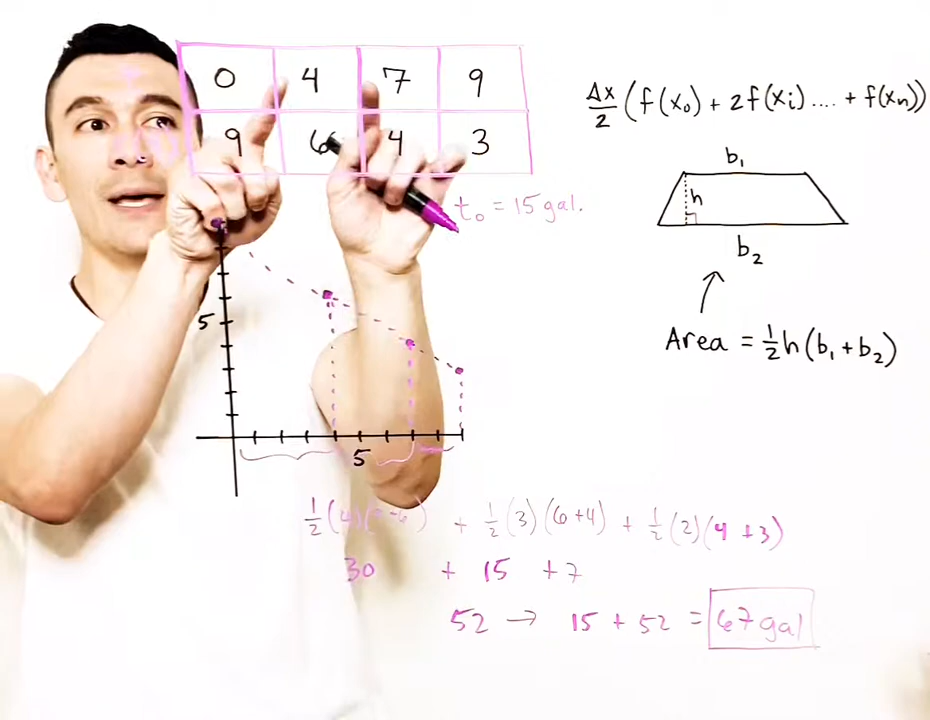 0 4 7 9
9 6 4 3
t₀ = 15 gal.
Δx/2 (f(x₀) + 2f(xᵢ) .... + f(xₙ))
b₁
h
b₂
Area = ½h(b₁+b₂)
5
5
½(4)( +6) + ½(3)(6+4) + ½(2)(4+3)
30 + 15 + 7
52 → 15 + 52 = 67 gal